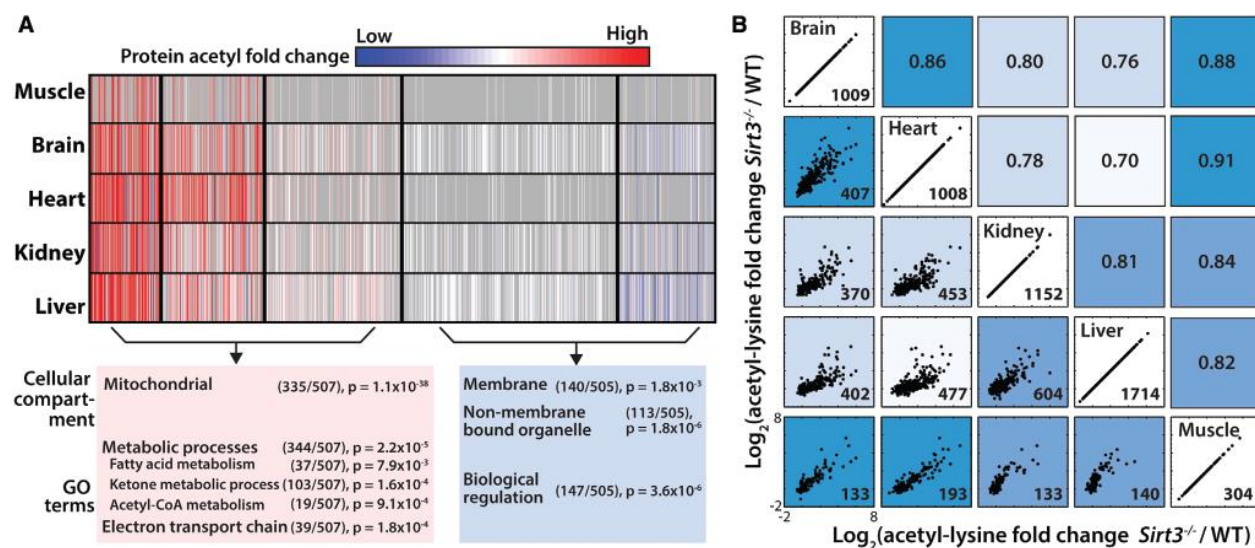 A
Low
High
Protein acetyl fold change
Muscle
Brain
Heart
Kidney
Liver
Cellular
compart-
ment
Mitochondrial (335/507), p = 1.1x10⁻³⁸
GO
terms
Metabolic processes (344/507), p = 2.2x10⁻⁵
Fatty acid metabolism (37/507), p = 7.9x10⁻³
Ketone metabolic process (103/507), p = 1.6x10⁻⁴
Acetyl-CoA metabolism (19/507), p = 9.1x10⁻⁴
Electron transport chain (39/507), p = 1.8x10⁻⁴
Membrane (140/505), p = 1.8x10⁻³
Non-membrane (113/505),
bound organelle p = 1.8x10⁻⁶
Biological
regulation (147/505), p = 3.6x10⁻⁶
B
Log₂(acetyl-lysine fold change Sirt3⁻/⁻ / WT)
Brain
1009 0.86 0.80 0.76 0.88
Heart
407 1008 0.78 0.70 0.91
Kidney
370 453 1152 0.81 0.84
Liver
402 477 604 1714 0.82
8
Muscle
133 193 133 140 304
-2
-2 8
Log₂(acetyl-lysine fold change Sirt3⁻/⁻ / WT)